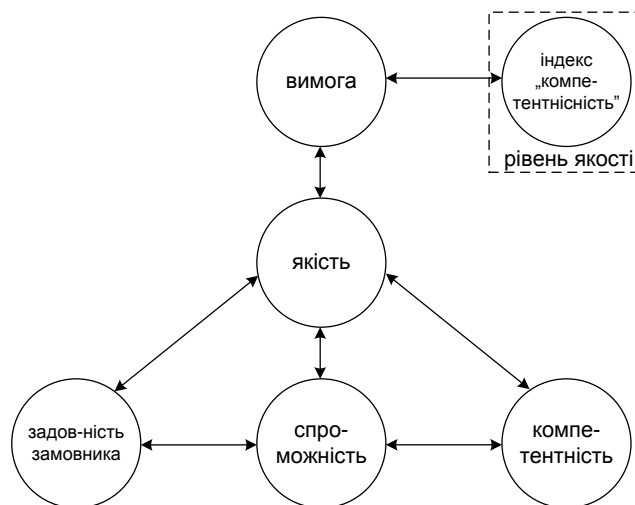 вимога
індекс
„компе-
тентнісність”
рівень якості
якість
задов-ність
замовника
спро-
можність
компе-
тентність